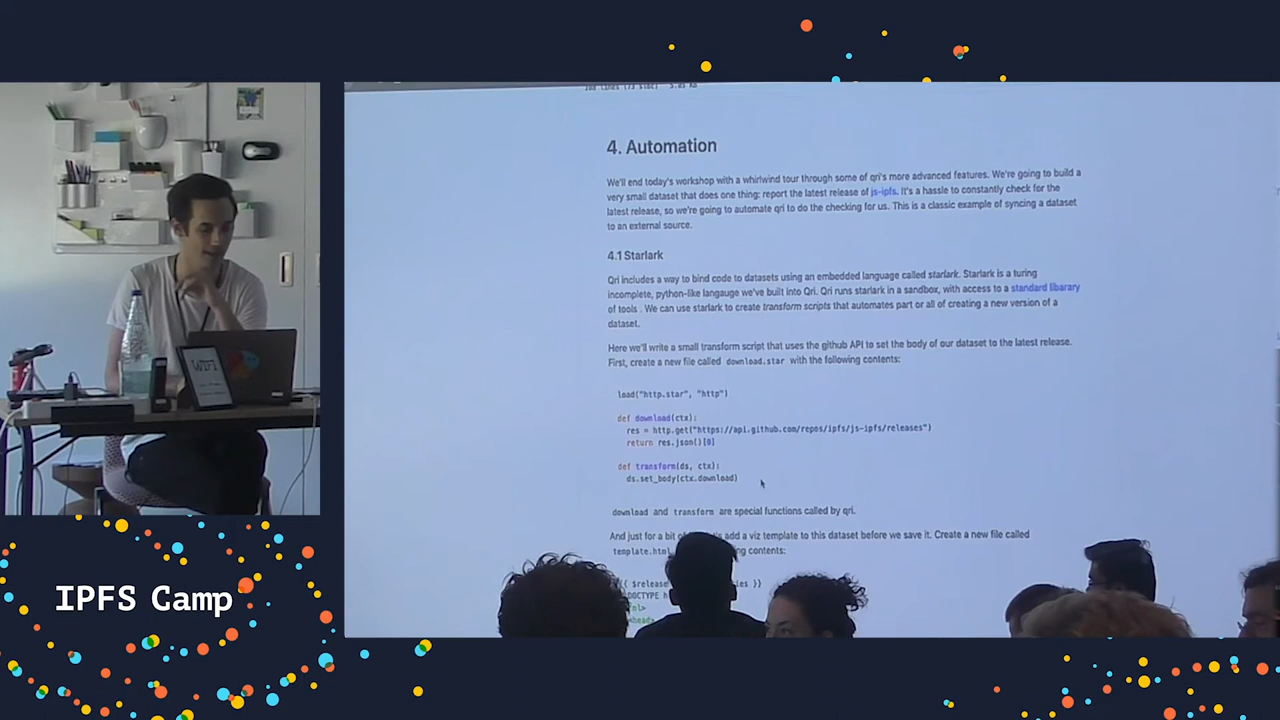 4. Automation
We'll end today's workshop with a whirlwind tour through some of qri's more advanced features. We're going to build a
very small dataset that does one thing: report the latest release of js-ipfs. It's a hassle to constantly check for the
latest release, so we're going to automate qri to do the checking for us. This is a classic example of syncing a dataset
to an external source.
4.1 Starlark
Qri includes a way to bind code to datasets using an embedded language called starlark. Starlark is a turing
incomplete, python-like langauge we've built into Qri. Qri runs starlark in a sandbox, with access to a standard libarary
of tools . We can use starlark to create transform scripts that automates part or all of creating a new version of a
dataset.
Here we'll write a small transform script that uses the github API to set the body of our dataset to the latest release.
First, create a new file called download.star with the following contents:
load("http.star", "http")
def download(ctx):
res = http.get("https://api.github.com/repos/ipfs/js-ipfs/releases")
return res.json()[0]
def transform(ds, ctx):
ds.set_body(ctx.download)
download and transform are special functions called by qri.
And just for a bit add a viz template to this dataset before we save it. Create a new file called
template.html contents:
{{ $release }}
DOCTYPE
<head>
WIFI
IPFS Camp